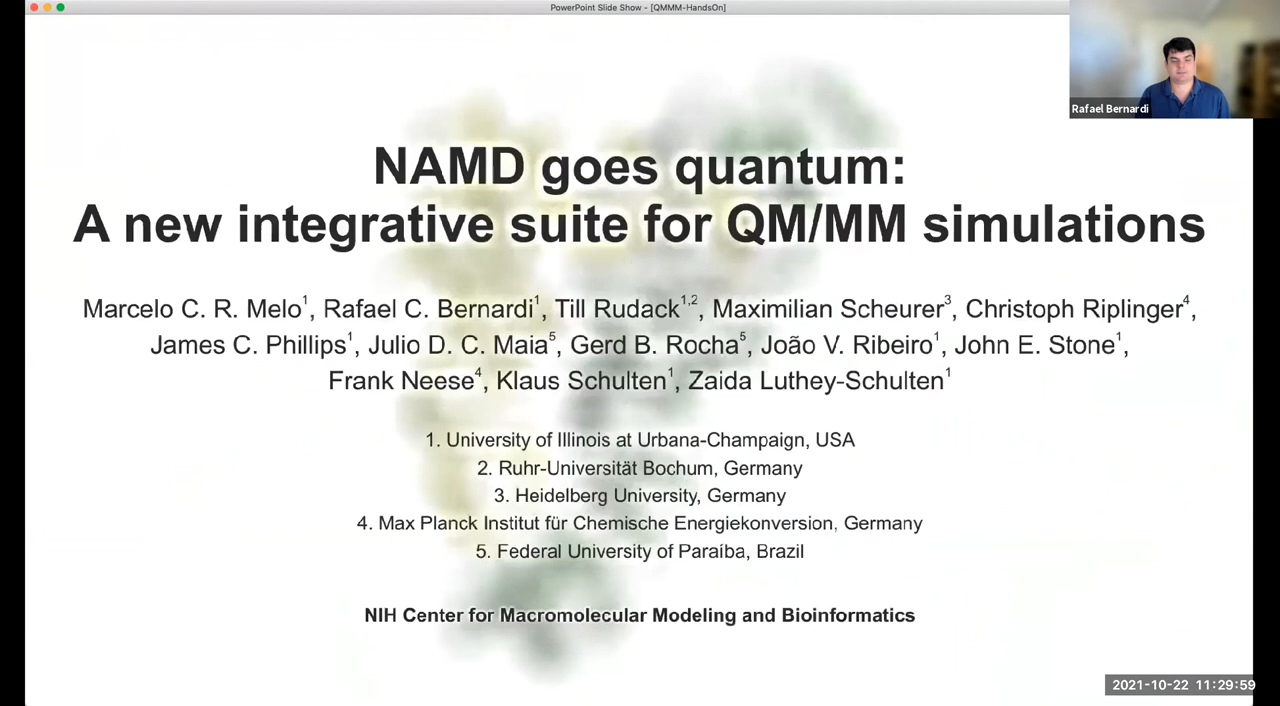 PowerPoint Slide Show - [QMMM-HandsOn]
Rafael Bernardi
NAMD goes quantum:
A new integrative suite for QM/MM simulations
Marcelo C. R. Melo¹, Rafael C. Bernardi¹, Till Rudack¹,², Maximilian Scheurer³, Christoph Riplinger⁴,
James C. Phillips¹, Julio D. C. Maia⁵, Gerd B. Rocha⁵, João V. Ribeiro¹, John E. Stone¹,
Frank Neese⁴, Klaus Schulten¹, Zaida Luthey-Schulten¹
1. University of Illinois at Urbana-Champaign, USA
2. Ruhr-Universität Bochum, Germany
3. Heidelberg University, Germany
4. Max Planck Institut für Chemische Energiekonversion, Germany
5. Federal University of Paraíba, Brazil
NIH Center for Macromolecular Modeling and Bioinformatics
2021-10-22 11:29:59